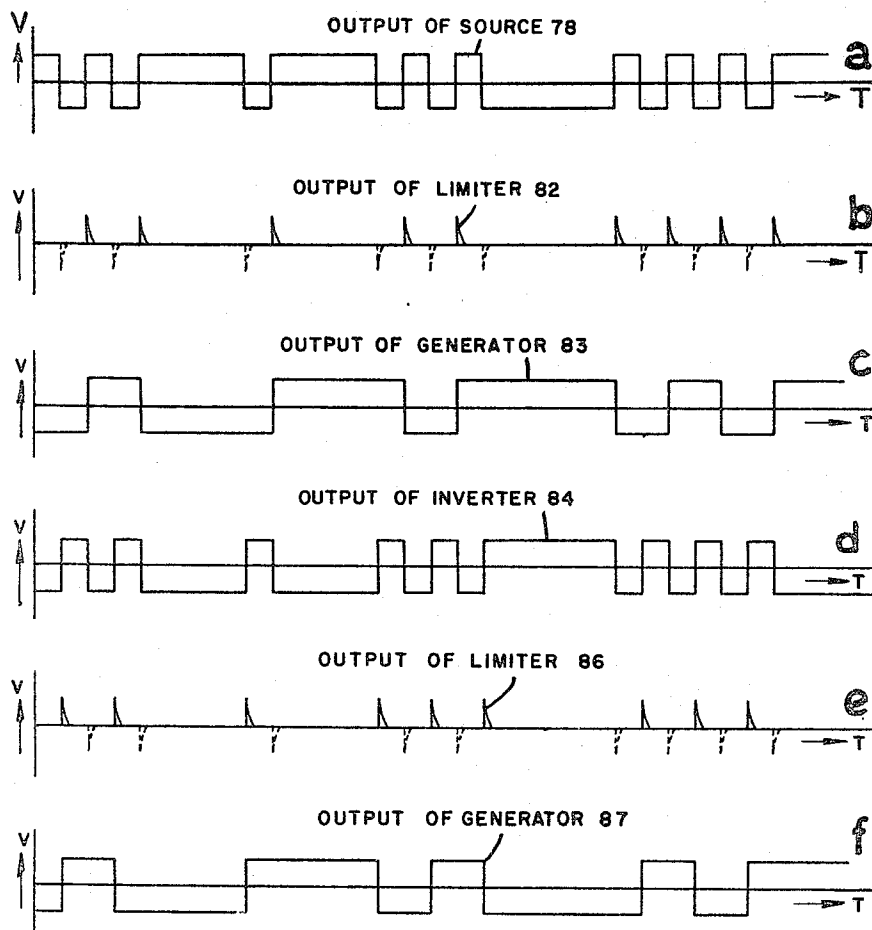 V
OUTPUT OF SOURCE 78
a
T
V
OUTPUT OF LIMITER 82
b
T
V
OUTPUT OF GENERATOR 83
c
T
V
OUTPUT OF INVERTER 84
d
T
V
OUTPUT OF LIMITER 86
e
T
V
OUTPUT OF GENERATOR 87
f
T